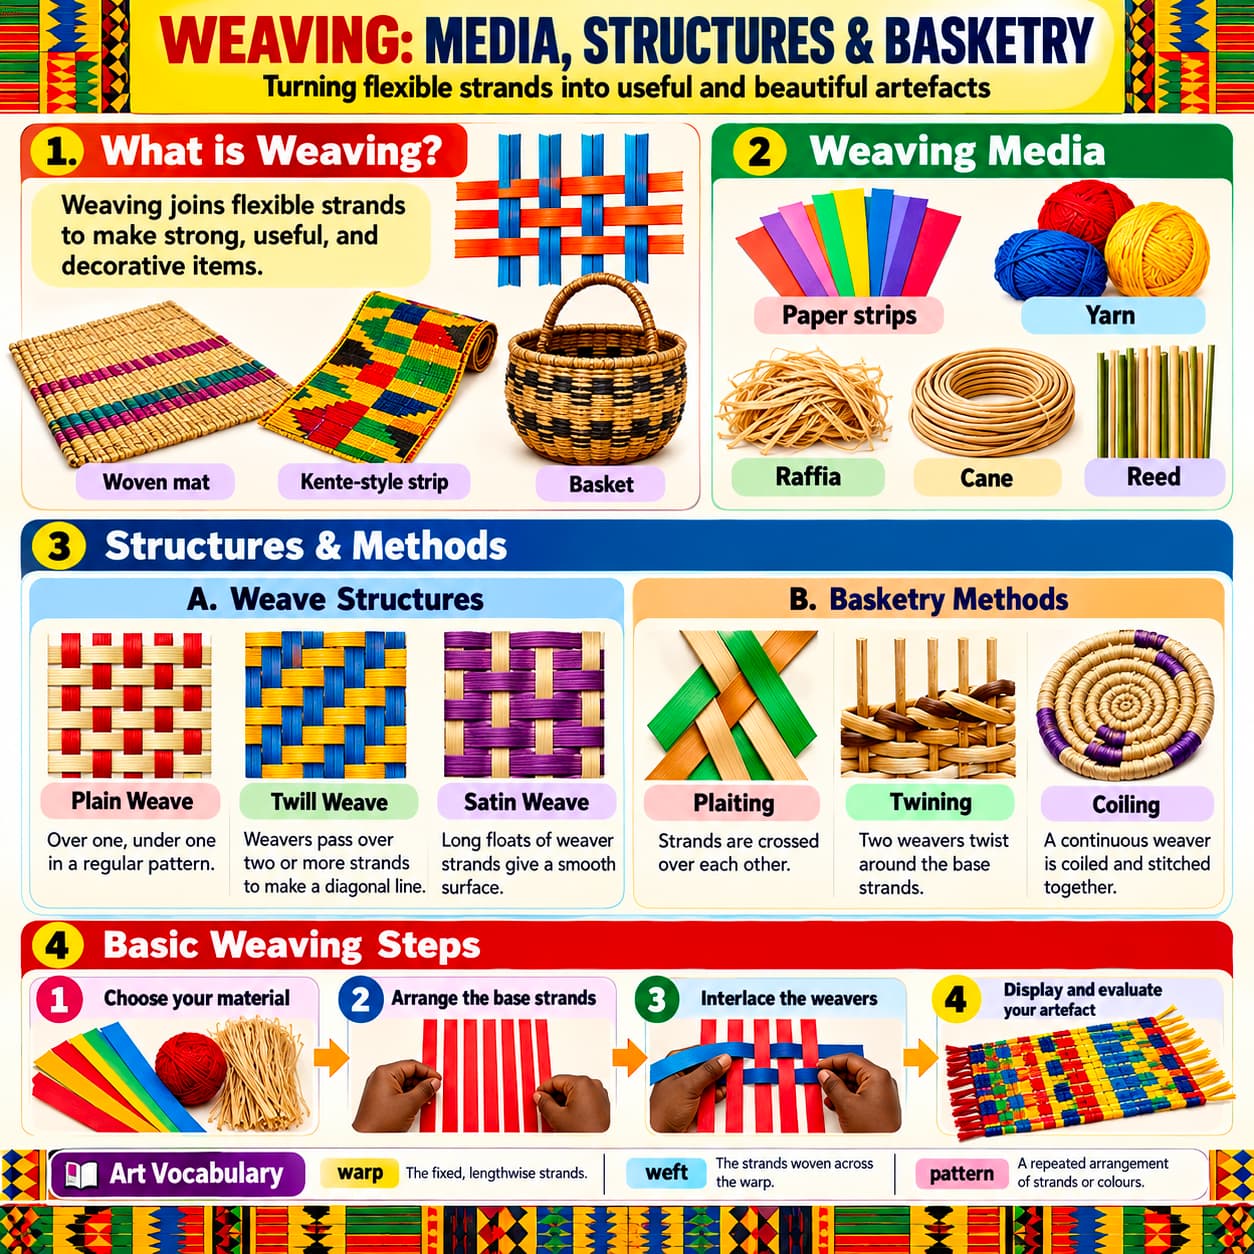 WEAVING: MEDIA, STRUCTURES & BASKETRY
Turning flexible strands into useful and beautiful artefacts
1. What is Weaving?
Weaving joins flexible strands
to make strong, useful, and
decorative items.
Woven mat
Kente-style strip
Basket
2 Weaving Media
Paper strips
Yarn
Raffia
Cane
Reed
3 Structures & Methods
A. Weave Structures
Plain Weave
Over one, under one
in a regular pattern.
Twill Weave
Weavers pass over
two or more strands
to make a diagonal line.
Satin Weave
Long floats of weaver
strands give a smooth
surface.
B. Basketry Methods
Plaiting
Strands are crossed
over each other.
Twining
Two weavers twist
around the base
strands.
Coiling
A continuous weaver
is coiled and stitched
together.
4 Basic Weaving Steps
1 Choose your material
2 Arrange the base strands
3 Interlace the weavers
4 Display and evaluate
your artefact
Art Vocabulary
warp The fixed, lengthwise strands.
weft The strands woven across
the warp.
pattern A repeated arrangement
of strands or colours.